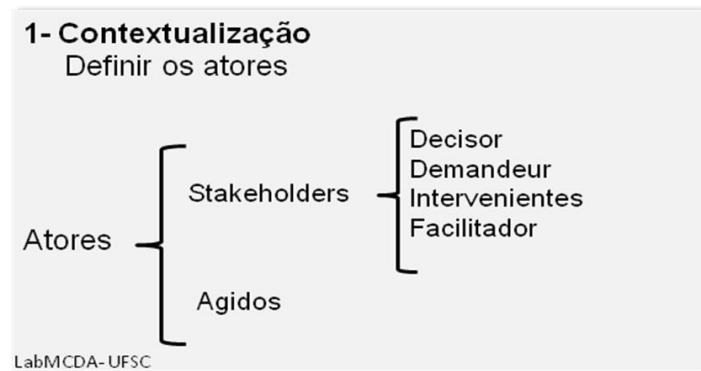 1- Contextualização
Definir os atores
Decisor
Demandeur
Stakeholders
Intervenientes
Facilitador
Atores
Agidos
LabMCDA- UFSC